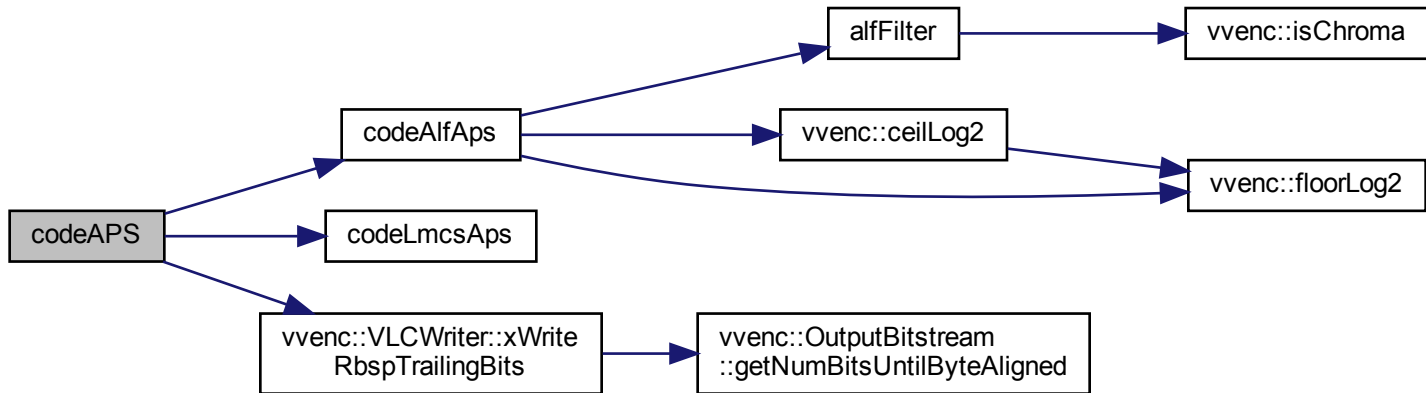 alfFilter
vvenc::isChroma
codeAlfAps
vvenc::ceilLog2
vvenc::floorLog2
codeAPS
codeLmcsAps
vvenc::VLCWriter::xWrite
RbspTrailingBits
vvenc::OutputBitstream
::getNumBitsUntilByteAligned